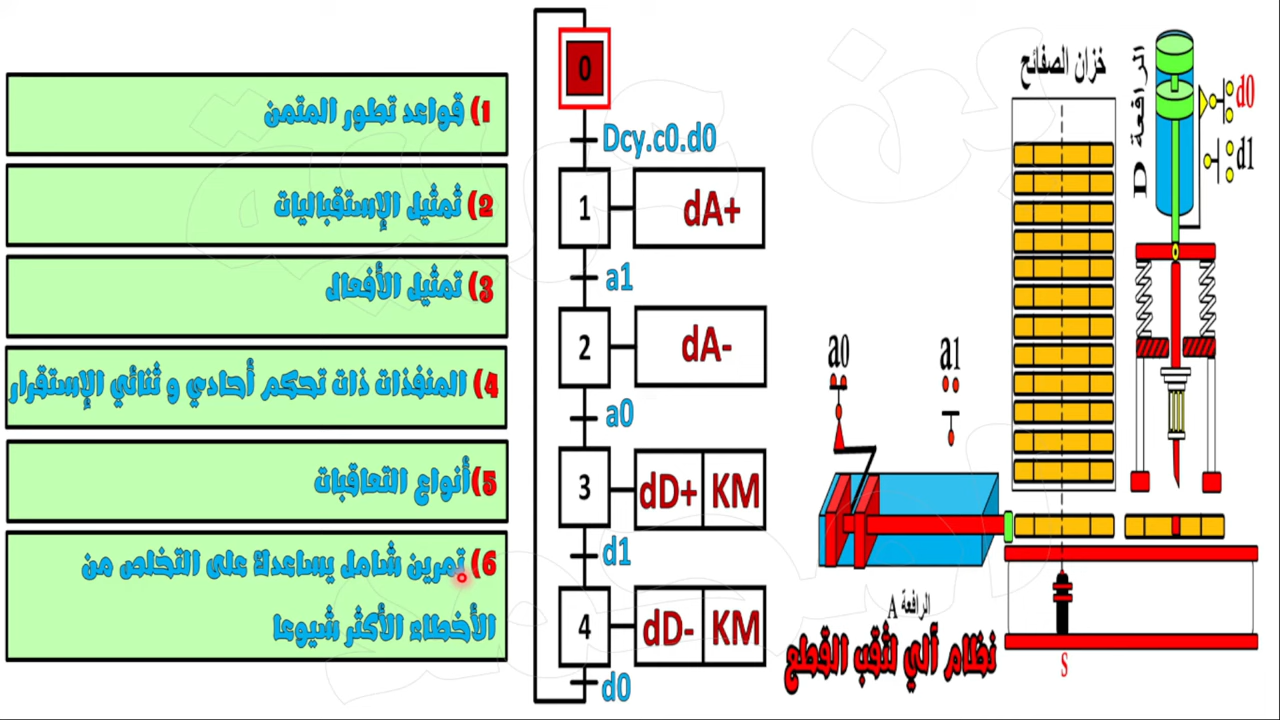 1) قواعد تطور المتمن
2) تمثيل الإستقباليات
3) تمثيل الأفعال
4) المنفذات ذات تحكم أحادي و ثنائي الإستقرار
5) أنواع التعاقبات
6) تمرين شامل يساعدك على التخلص من
الأخطاء الأكثر شيوعا
0
Dcy.c0.d0
1
dA+
a1
2
dA-
a0
3
dD+
KM
d1
4
dD-
KM
d0
خزان الصفائح
الرافعة D
d0
d1
a0
a1
الرافعة A
نظام آلي لثقب القطع
S